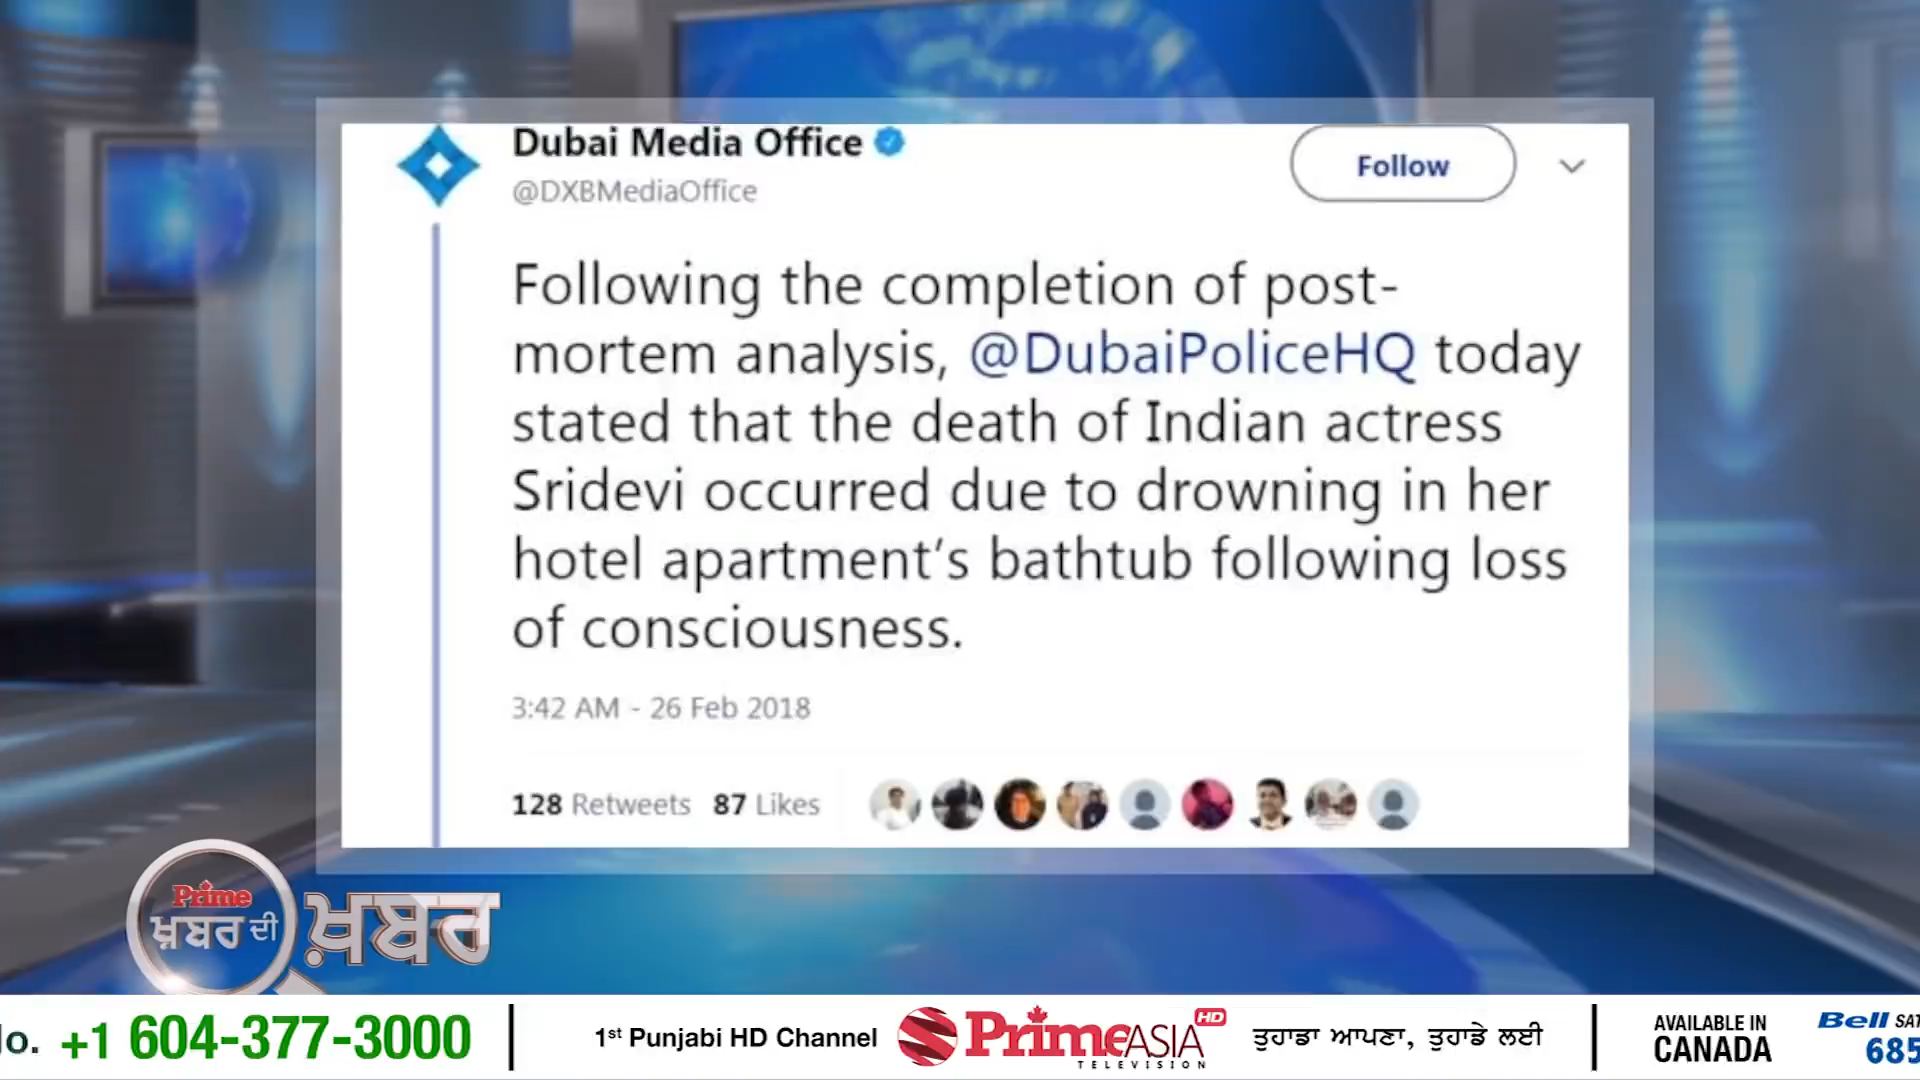 Dubai Media Office
@DXBMediaOffice
Follow
Following the completion of post-
mortem analysis, @DubaiPoliceHQ today
stated that the death of Indian actress
Sridevi occurred due to drowning in her
hotel apartment's bathtub following loss
of consciousness.
3:42 AM - 26 Feb 2018
128 Retweets 87 Likes
Prime
ਖ਼ਬਰ ਦੀ
ਖ਼ਬਰ
+1 604-377-3000
1st Punjabi HD Channel
PrimeASIA HD
TELEVISION
ਤੁਹਾਡਾ ਆਪਣਾ, ਤੁਹਾਡੇ ਲਈ
AVAILABLE IN
CANADA
Bell SAT
685